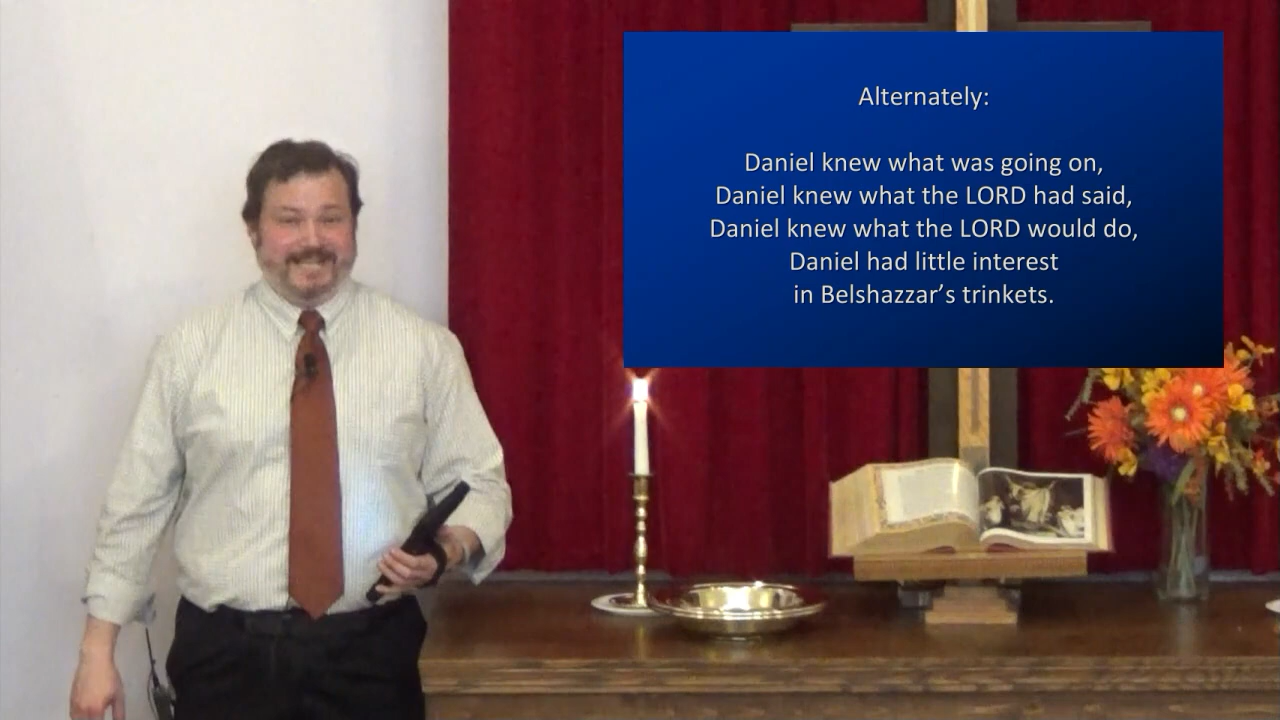 Alternately:
Daniel knew what was going on,
Daniel knew what the LORD had said,
Daniel knew what the LORD would do,
Daniel had little interest
in Belshazzar’s trinkets.